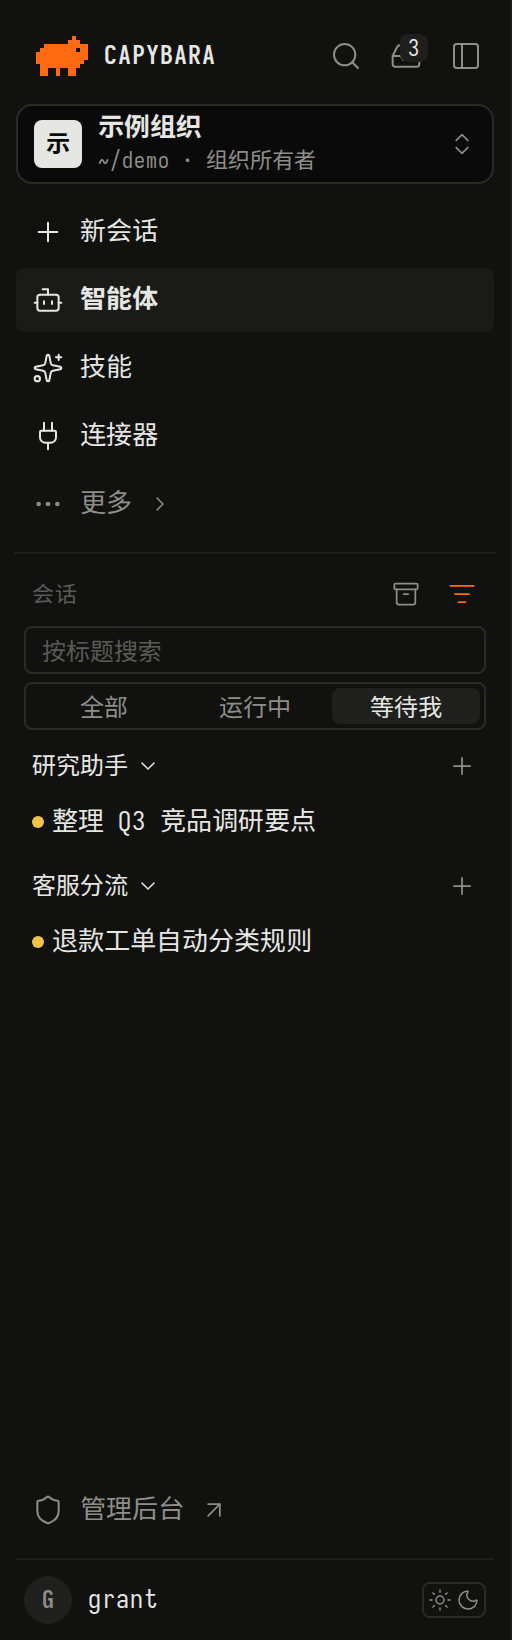 CAPYBARA
3
示
示例组织
~/demo · 组织所有者
新会话
智能体
技能
连接器
更多
会话
按标题搜索
全部 运行中 等待我
研究助手
整理 Q3 竞品调研要点
客服分流
退款工单自动分类规则
管理后台
G
grant